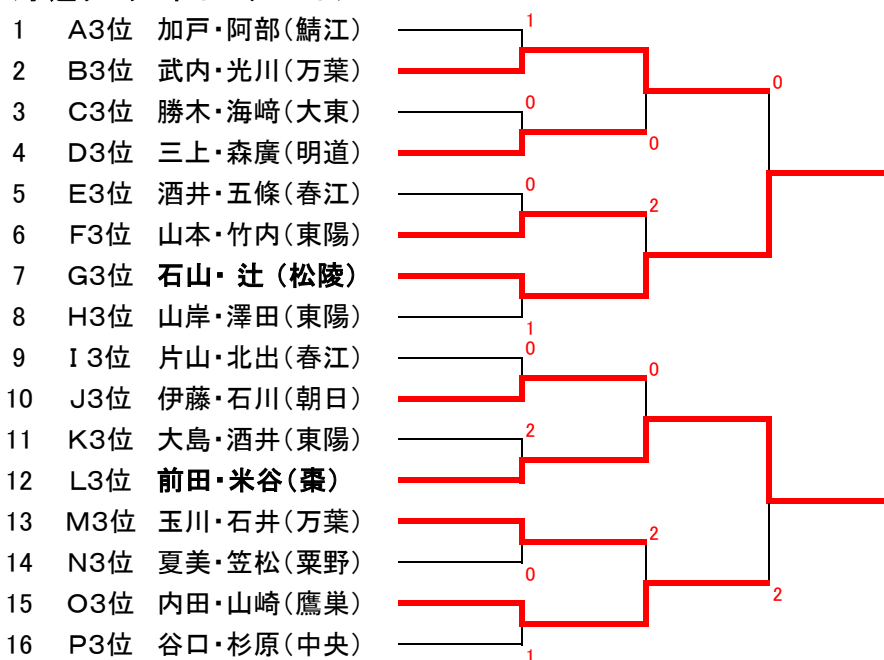 1 A3位 加戸・阿部(鯖江)
2 B3位 武内・光川(万葉)
3 C3位 勝木・海﨑(大東)
4 D3位 三上・森廣(明道)
5 E3位 酒井・五條(春江)
6 F3位 山本・竹内(東陽)
7 G3位 石山・辻(松陵)
8 H3位 山岸・澤田(東陽)
9 I3位 片山・北出(春江)
10 J3位 伊藤・石川(朝日)
11 K3位 大島・酒井(東陽)
12 L3位 前田・米谷(棗)
13 M3位 玉川・石井(万葉)
14 N3位 夏美・笠松(粟野)
15 O3位 内田・山崎(鷹巣)
16 P3位 谷口・杉原(中央)
1
0
0
1
0
2
0
1
0
2
0
2
0
2